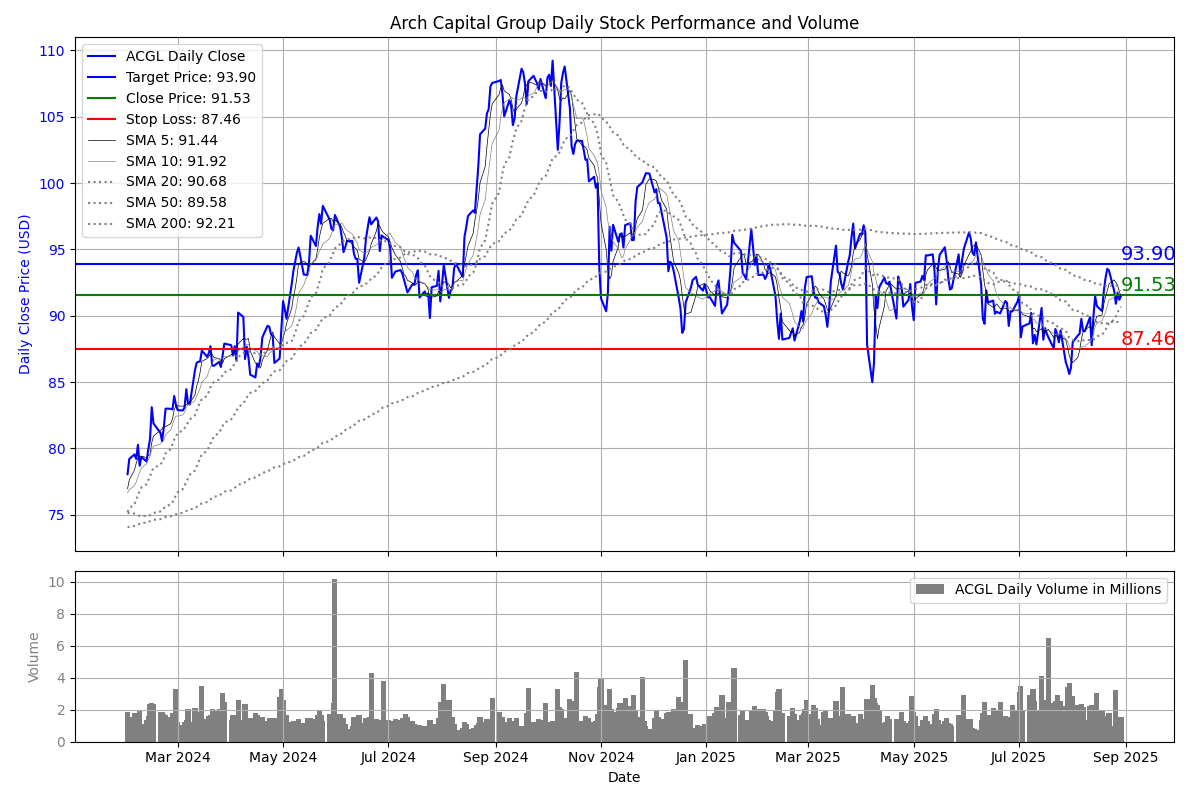 Arch Capital Group Daily Stock Performance and Volume
Daily Close Price (USD)
110
105
100
95
90
85
80
75
ACGL Daily Close
Target Price: 93.90
Close Price: 91.53
Stop Loss: 87.46
SMA 5: 91.44
SMA 10: 91.92
SMA 20: 90.68
SMA 50: 89.58
SMA 200: 92.21
93.90
91.53
87.46
Volume
10
8
6
4
2
0
ACGL Daily Volume in Millions
Mar 2024 May 2024 Jul 2024 Sep 2024 Nov 2024 Jan 2025 Mar 2025 May 2025 Jul 2025 Sep 2025
Date